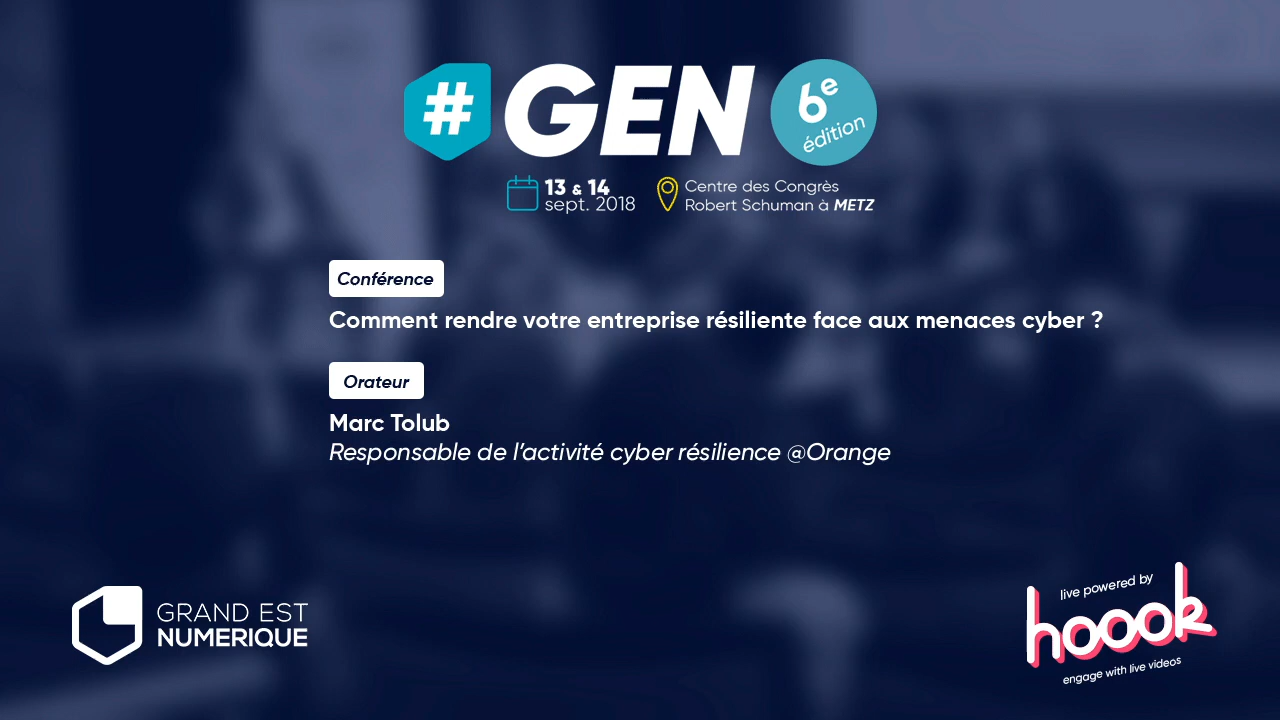 # GEN 6e édition
13 & 14 sept. 2018
Centre des Congrès
Robert Schuman à METZ
Conférence
Comment rendre votre entreprise résiliente face aux menaces cyber ?
Orateur
Marc Tolub
Responsable de l'activité cyber résilience @Orange
GRAND EST
NUMERIQUE
live powered by
hoook
engage with live videos